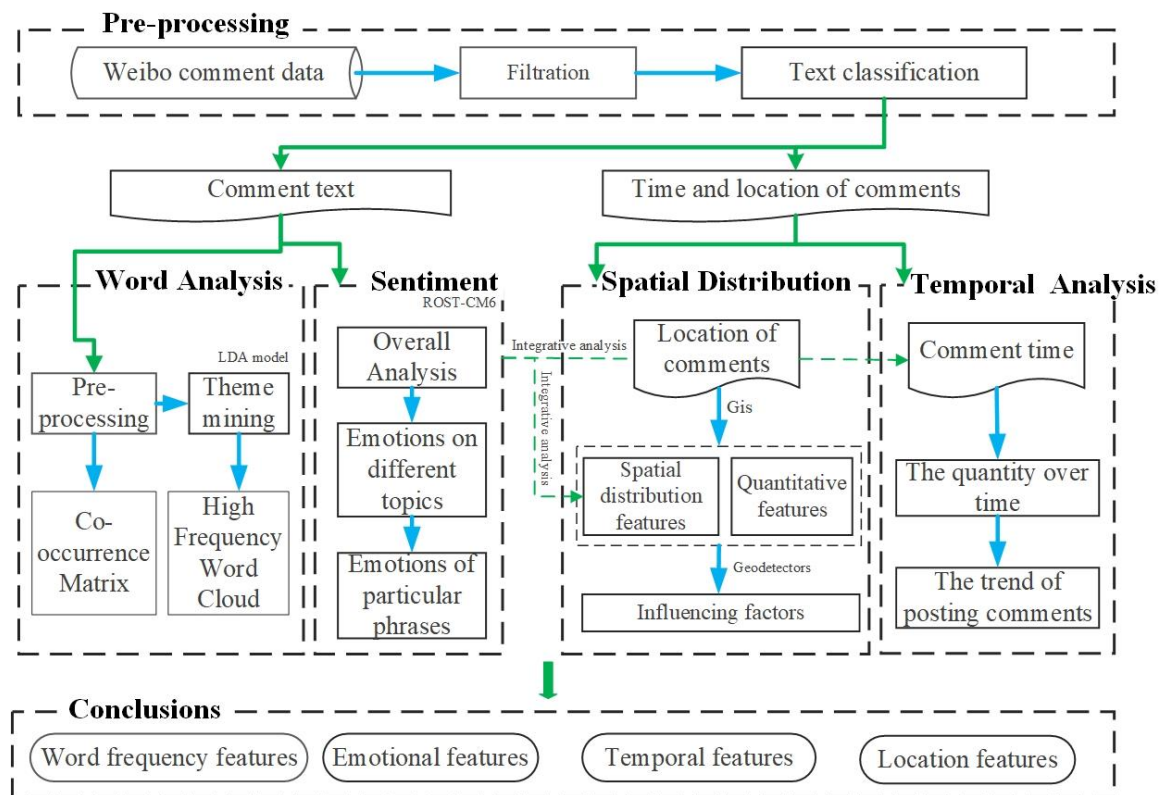 Pre-processing
Weibo comment data
Filtration
Text classification
Comment text
Time and location of comments
Word Analysis
LDA model
Pre-
processing
Theme
mining
Co-
occurrence
Matrix
High
Frequency
Word
Cloud
Sentiment
ROST-CM6
Overall
Analysis
Emotions on
different
topics
Emotions of
particular
phrases
Integrative analysis
Integrative analysis
Spatial Distribution
Location of
comments
Gis
Spatial
distribution
features
Quantitative
features
Geodetectors
Influencing factors
Temporal Analysis
Comment time
The quantity over
time
The trend of
posting comments
Conclusions
Word frequency features
Emotional features
Temporal features
Location features